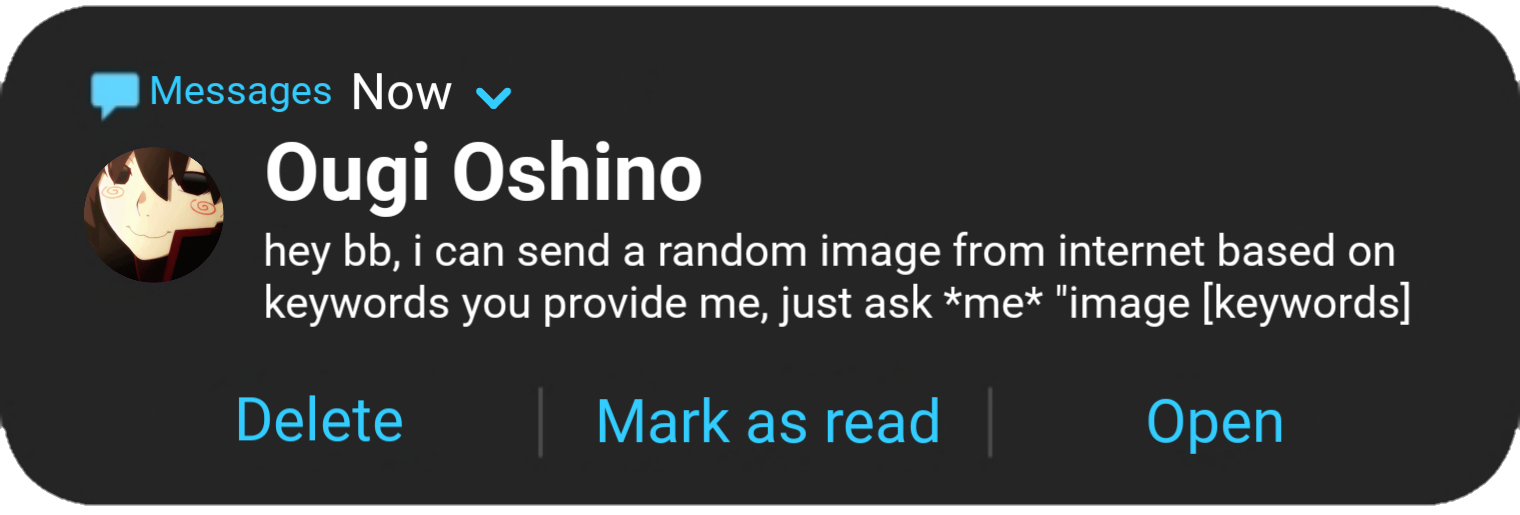 Messages Now
Ougi Oshino
hey bb, i can send a random image from internet based on
keywords you provide me, just ask *me* "image [keywords]
Delete Mark as read Open